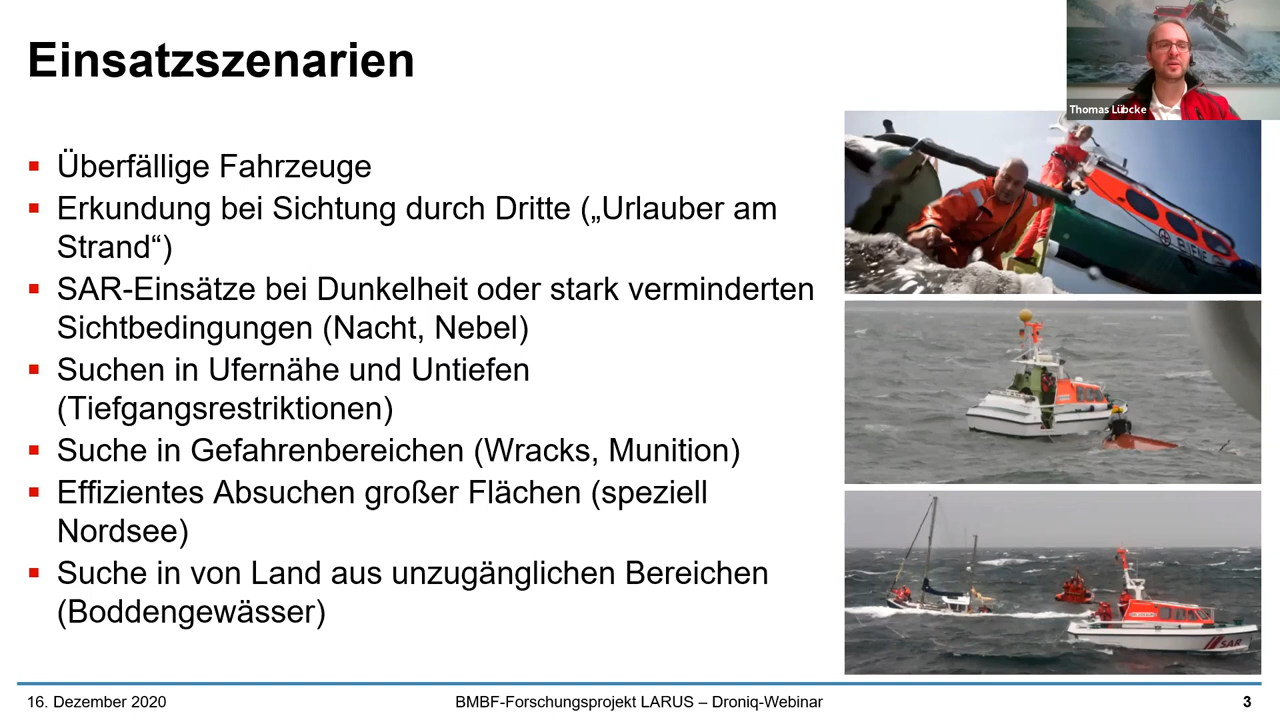 Einsatzszenarien
Thomas Lübcke
Überfällige Fahrzeuge
Erkundung bei Sichtung durch Dritte („Urlauber am
Strand“)
SAR-Einsätze bei Dunkelheit oder stark verminderten
Sichtbedingungen (Nacht, Nebel)
Suchen in Ufernähe und Untiefen
(Tiefgangsrestriktionen)
Suche in Gefahrenbereichen (Wracks, Munition)
Effizientes Absuchen großer Flächen (speziell
Nordsee)
Suche in von Land aus unzugänglichen Bereichen
(Boddengewässer)
SAR
16. Dezember 2020
BMBF-Forschungsprojekt LARUS – Droniq-Webinar
3